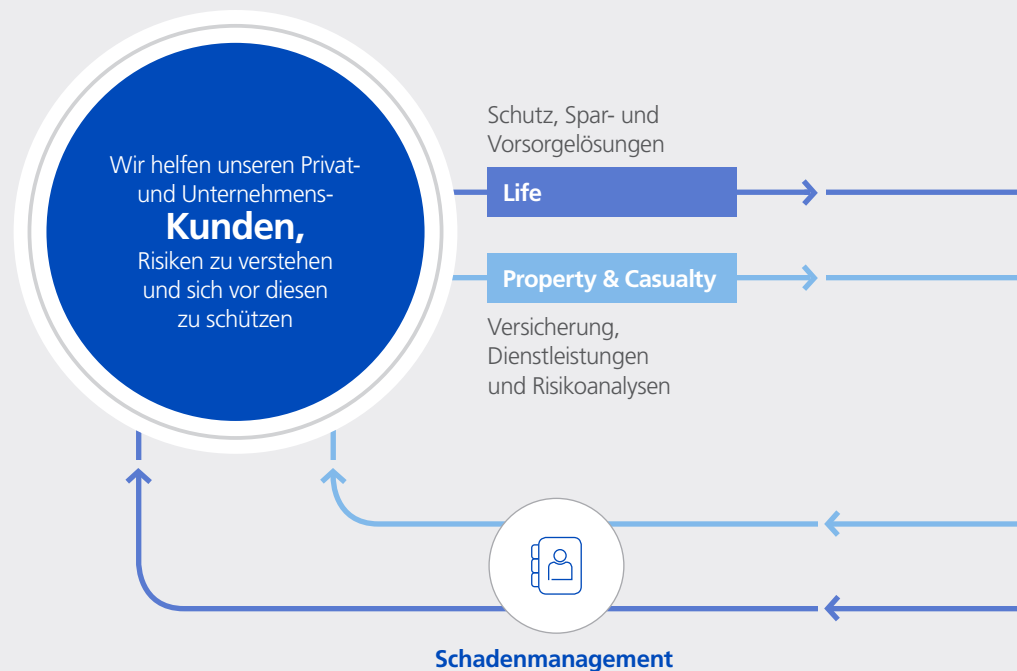 Wir helfen unseren Privat-
und Unternehmens-
Kunden,
Risiken zu verstehen
und sich vor diesen
zu schützen
Schutz, Spar- und
Vorsorgelösungen
Life
Property & Casualty
Versicherung,
Dienstleistungen
und Risikoanalysen
Schadenmanagement